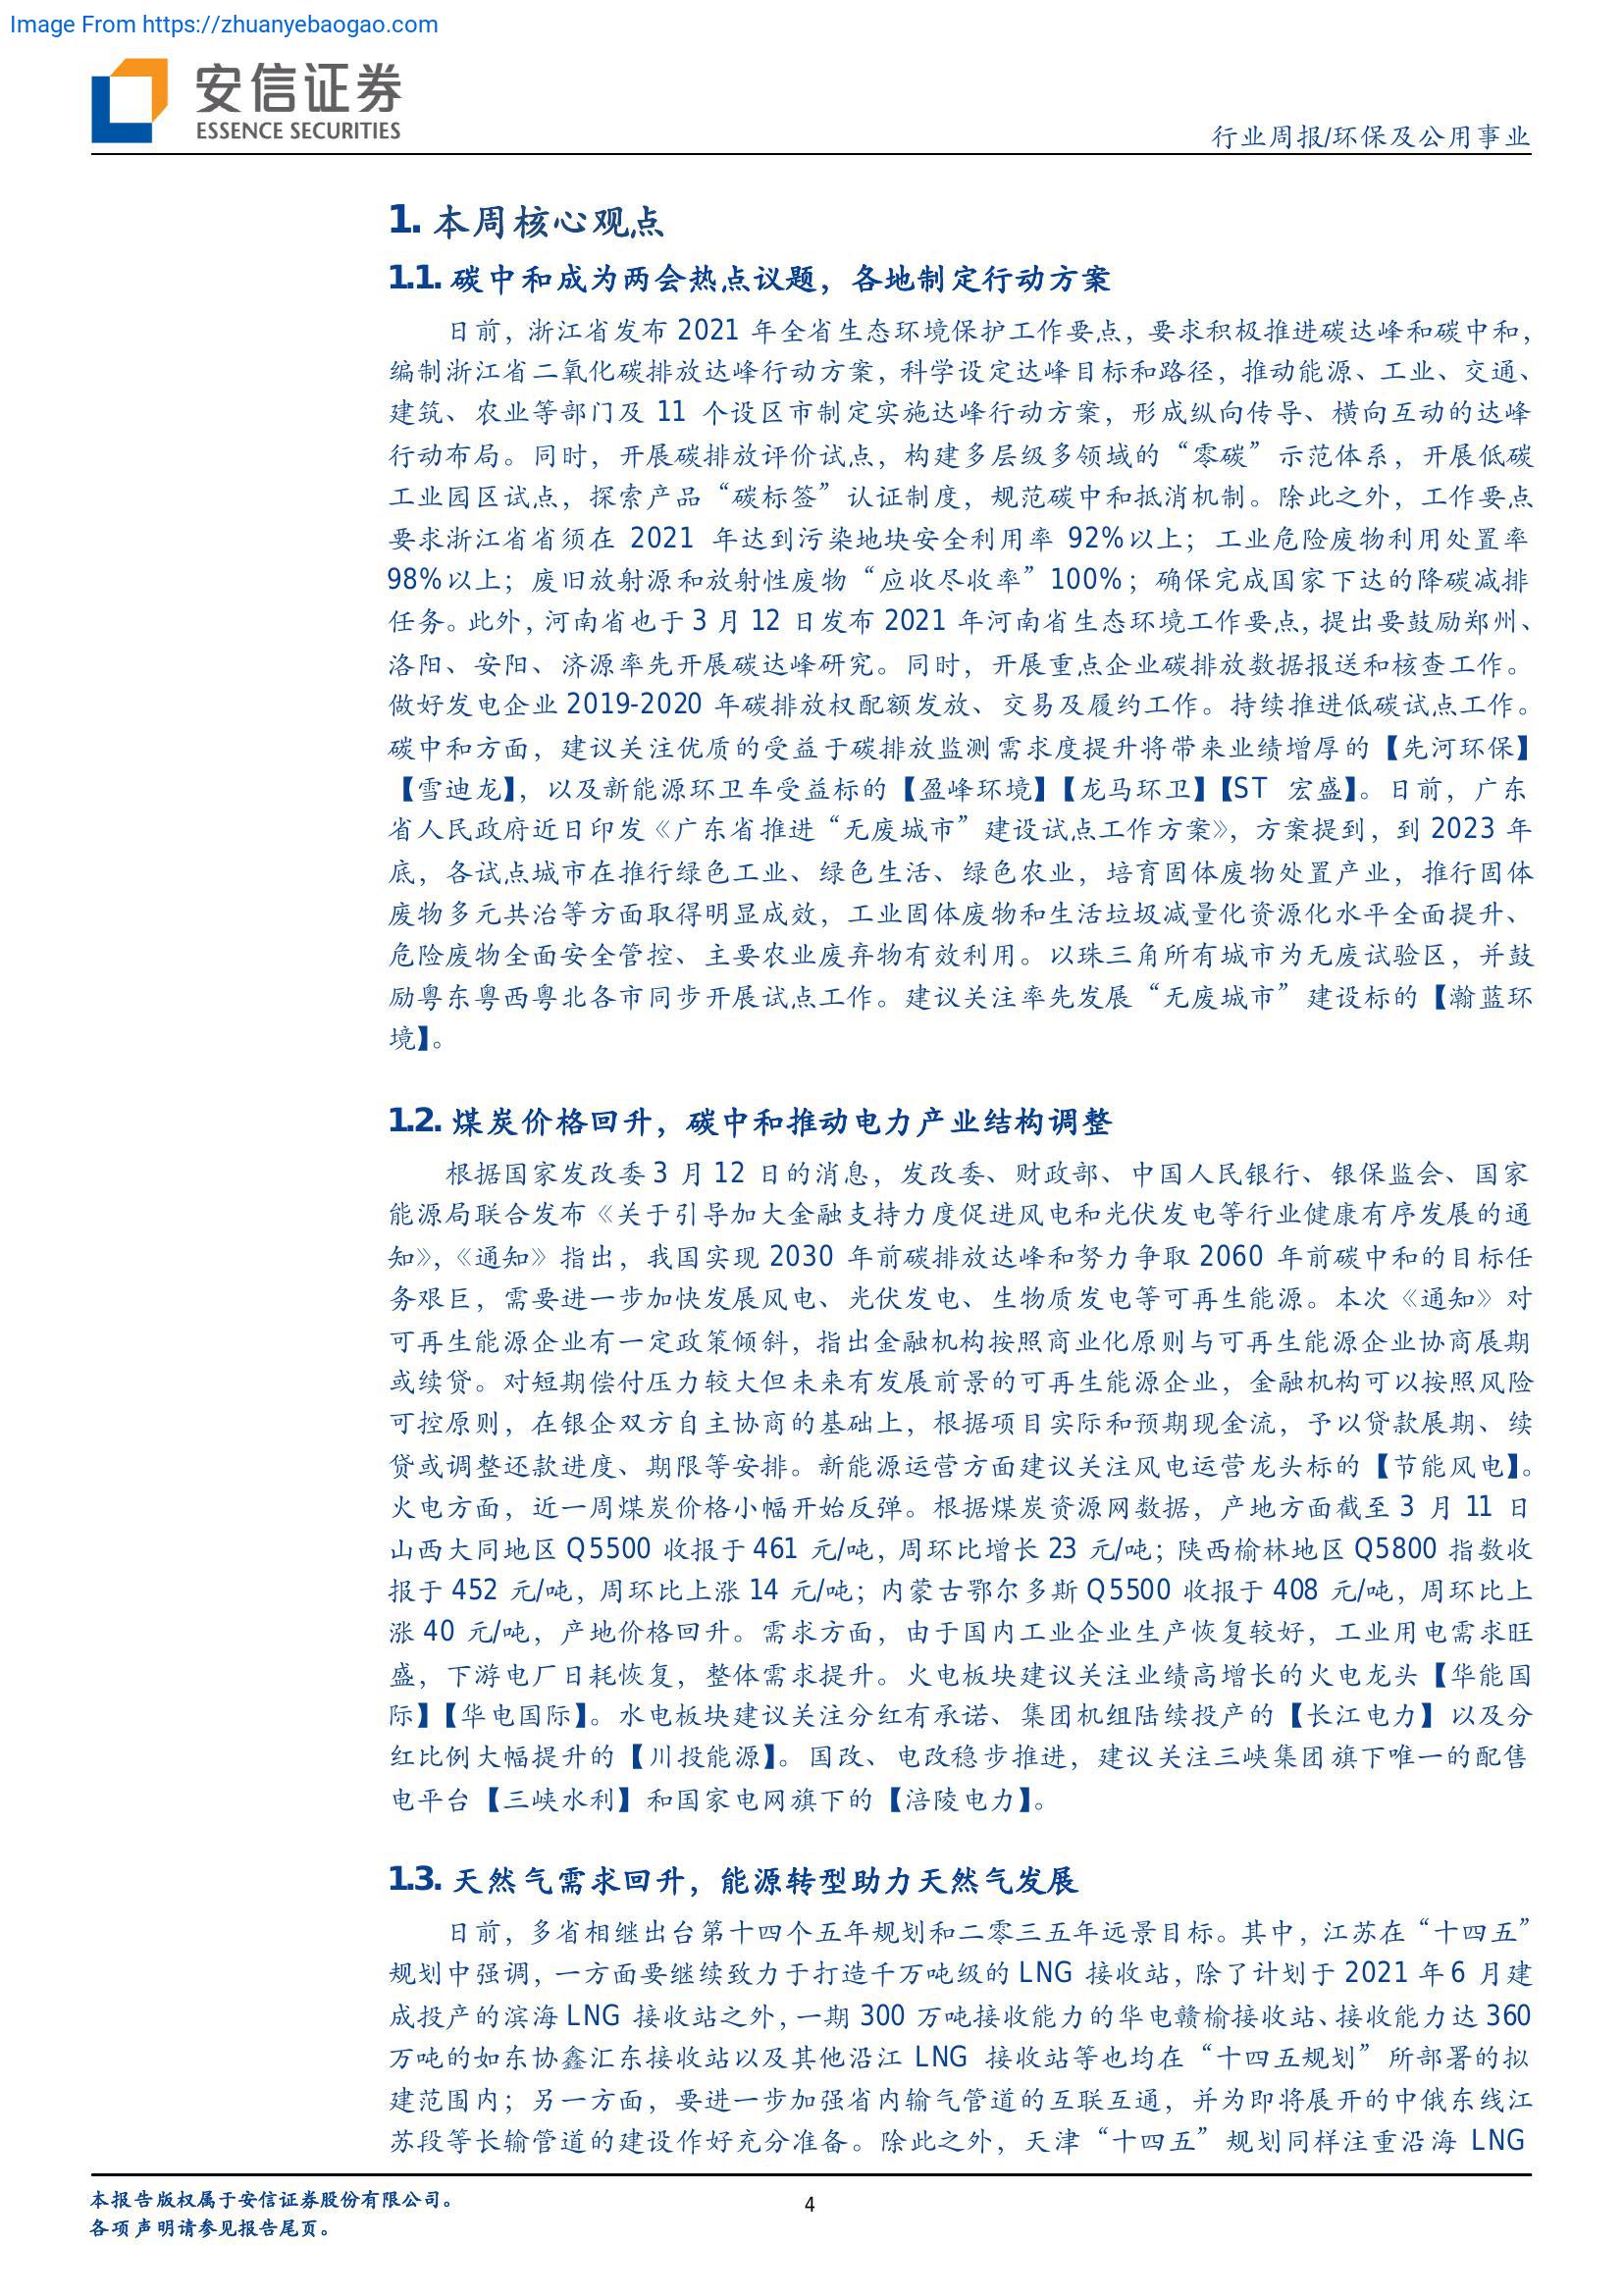 Image From https://zhuanyebaogao.com
安信证券
ESSENCE SECURITIES
行业周报/环保及公用事业
1. 本周核心观点
1.1. 碳中和成为两会热点议题，各地制定行动方案
日前，浙江省发布 2021 年全省生态环境保护工作要点，要求积极推进碳达峰和碳中和，
编制浙江省二氧化碳排放达峰行动方案，科学设定达峰目标和路径，推动能源、工业、交通、
建筑、农业等部门及 11 个设区市制定实施达峰行动方案，形成纵向传导、横向互动的达峰
行动布局。同时，开展碳排放评价试点，构建多层级多领域的“零碳”示范体系，开展低碳
工业园区试点，探索产品“碳标签”认证制度，规范碳中和抵消机制。除此之外，工作要点
要求浙江省省须在 2021 年达到污染地块安全利用率 92%以上；工业危险废物利用处置率
98%以上；废旧放射源和放射性废物“应收尽收率”100%；确保完成国家下达的降碳减排
任务。此外，河南省也于 3 月 12 日发布 2021 年河南省生态环境工作要点，提出要鼓励郑州、
洛阳、安阳、济源率先开展碳达峰研究。同时，开展重点企业碳排放数据报送和核查工作。
做好发电企业 2019-2020 年碳排放权配额发放、交易及履约工作。持续推进低碳试点工作。
碳中和方面，建议关注优质的受益于碳排放监测需求度提升将带来业绩增厚的【先河环保】
【雪迪龙】，以及新能源环卫车受益标的【盈峰环境】【龙马环卫】【ST 宏盛】。日前，广东
省人民政府近日印发《广东省推进“无废城市”建设试点工作方案》，方案提到，到 2023 年
底，各试点城市在推行绿色工业、绿色生活、绿色农业，培育固体废物处置产业，推行固体
废物多元共治等方面取得明显成效，工业固体废物和生活垃圾减量化资源化水平全面提升、
危险废物全面安全管控、主要农业废弃物有效利用。以珠三角所有城市为无废试验区，并鼓
励粤东粤西粤北各市同步开展试点工作。建议关注率先发展“无废城市”建设标的【瀚蓝环
境】。
1.2. 煤炭价格回升，碳中和推动电力产业结构调整
根据国家发改委 3 月 12 日的消息，发改委、财政部、中国人民银行、银保监会、国家
能源局联合发布《关于引导加大金融支持力度促进风电和光伏发电等行业健康有序发展的通
知》，《通知》指出，我国实现 2030 年前碳排放达峰和努力争取 2060 年前碳中和的目标任
务艰巨，需要进一步加快发展风电、光伏发电、生物质发电等可再生能源。本次《通知》对
可再生能源企业有一定政策倾斜，指出金融机构按照商业化原则与可再生能源企业协商展期
或续贷。对短期偿付压力较大但未来有发展前景的可再生能源企业，金融机构可以按照风险
可控原则，在银企双方自主协商的基础上，根据项目实际和预期现金流，予以贷款展期、续
贷或调整还款进度、期限等安排。新能源运营方面建议关注风电运营龙头标的【节能风电】。
火电方面，近一周煤炭价格小幅开始反弹。根据煤炭资源网数据，产地方面截至 3 月 11 日
山西大同地区 Q5500 收报于 461 元/吨，周环比增长 23 元/吨；陕西榆林地区 Q5800 指数收
报于 452 元/吨，周环比上涨 14 元/吨；内蒙古鄂尔多斯 Q5500 收报于 408 元/吨，周环比上
涨 40 元/吨，产地价格回升。需求方面，由于国内工业企业生产恢复较好，工业用电需求旺
盛，下游电厂日耗恢复，整体需求提升。火电板块建议关注业绩高增长的火电龙头【华能国
际】【华电国际】。水电板块建议关注分红有承诺、集团机组陆续投产的【长江电力】以及分
红比例大幅提升的【川投能源】。国改、电改稳步推进，建议关注三峡集团旗下唯一的配售
电平台【三峡水利】和国家电网旗下的【涪陵电力】。
1.3. 天然气需求回升，能源转型助力天然气发展
日前，多省相继出台第十四个五年规划和二零三五年远景目标。其中，江苏在“十四五”
规划中强调，一方面要继续致力于打造千万吨级的 LNG 接收站，除了计划于 2021 年 6 月建
成投产的滨海 LNG 接收站之外，一期 300 万吨接收能力的华电赣榆接收站、接收能力达 360
万吨的如东协鑫汇东接收站以及其他沿江 LNG 接收站等也均在“十四五规划”所部署的拟
建范围内；另一方面，要进一步加强省内输气管道的互联互通，并为即将展开的中俄东线江
苏段等长输管道的建设作好充分准备。除此之外，天津“十四五”规划同样注重沿海 LNG
本报告版权属于安信证券股份有限公司。
各项声明请参见报告尾页。
4